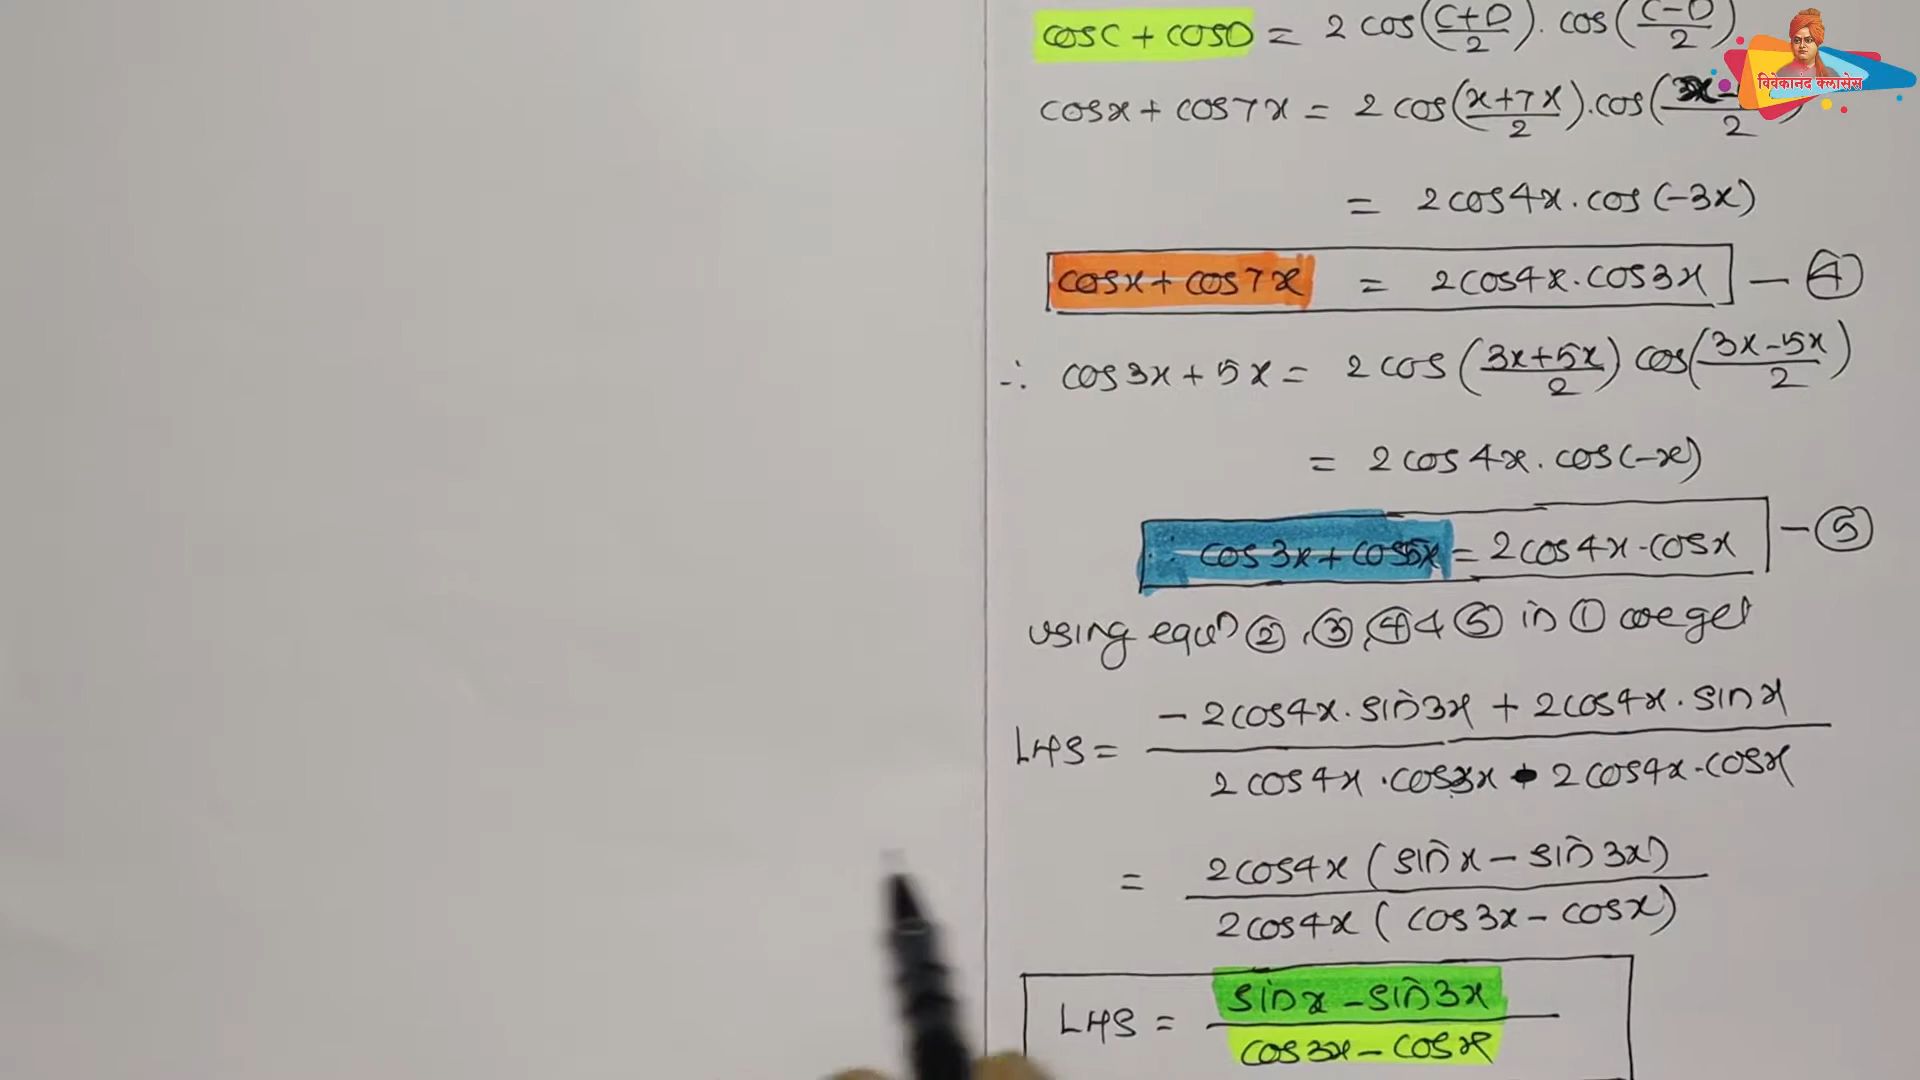 cosC + cosD = 2 cos(C+D/2). cos(C-D/2)
विवेकानंद क्लासेस
cosx + cos7x = 2 cos(x+7x/2).cos(
= 2cos4x.cos(-3x)
cosx + cos7x = 2cos4x.cos3x — ④
∴ cos3x + 5x = 2 cos(3x+5x/2) cos(3x-5x/2)
= 2cos4x.cos(-x)
∴ cos3x + cos5x = 2cos4x.cosx — ⑤
using equⁿ ②, ③, ④ & ⑤ in ① we get
LHS = -2cos4x.sin3x + 2cos4x.sinx / 2cos4x.cos3x - 2cos4x.cosx
= 2cos4x(sinx - sin3x) / 2cos4x(cos3x - cosx)
LHS = sinx - sin3x / cos3x - cosx